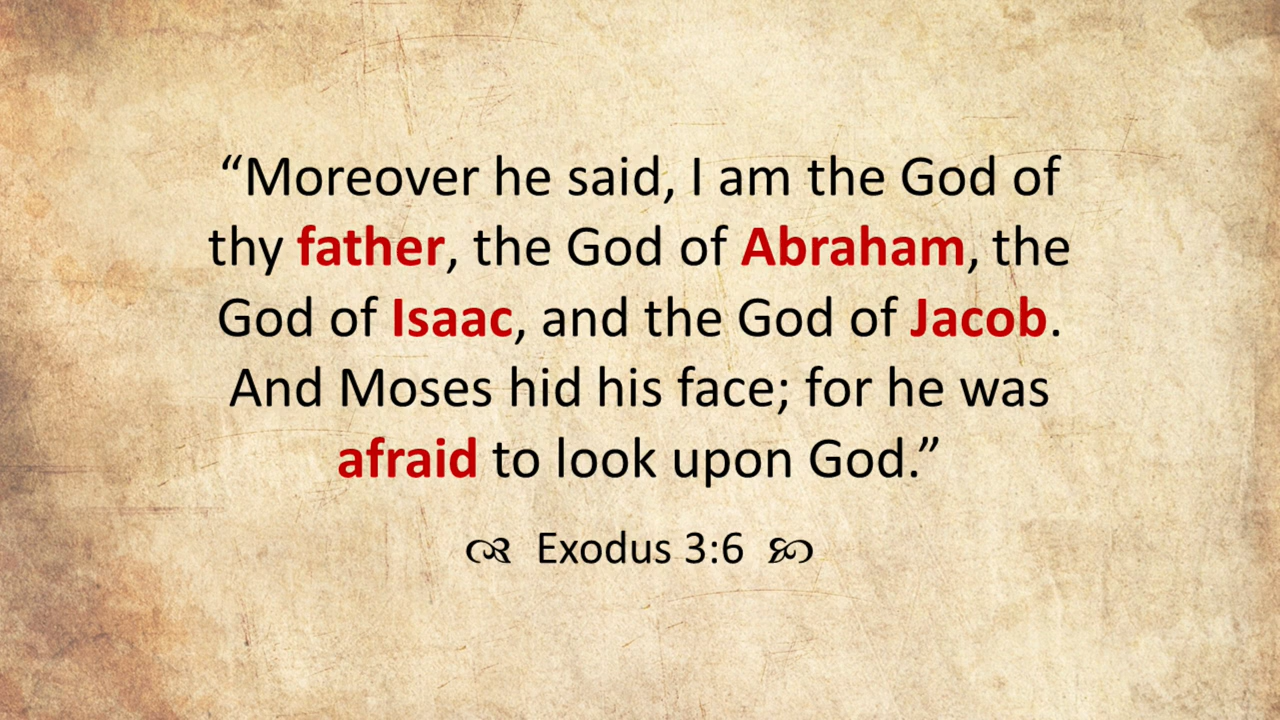 “Moreover he said, I am the God of
thy father, the God of Abraham, the
God of Isaac, and the God of Jacob.
And Moses hid his face; for he was
afraid to look upon God.”
Exodus 3:6